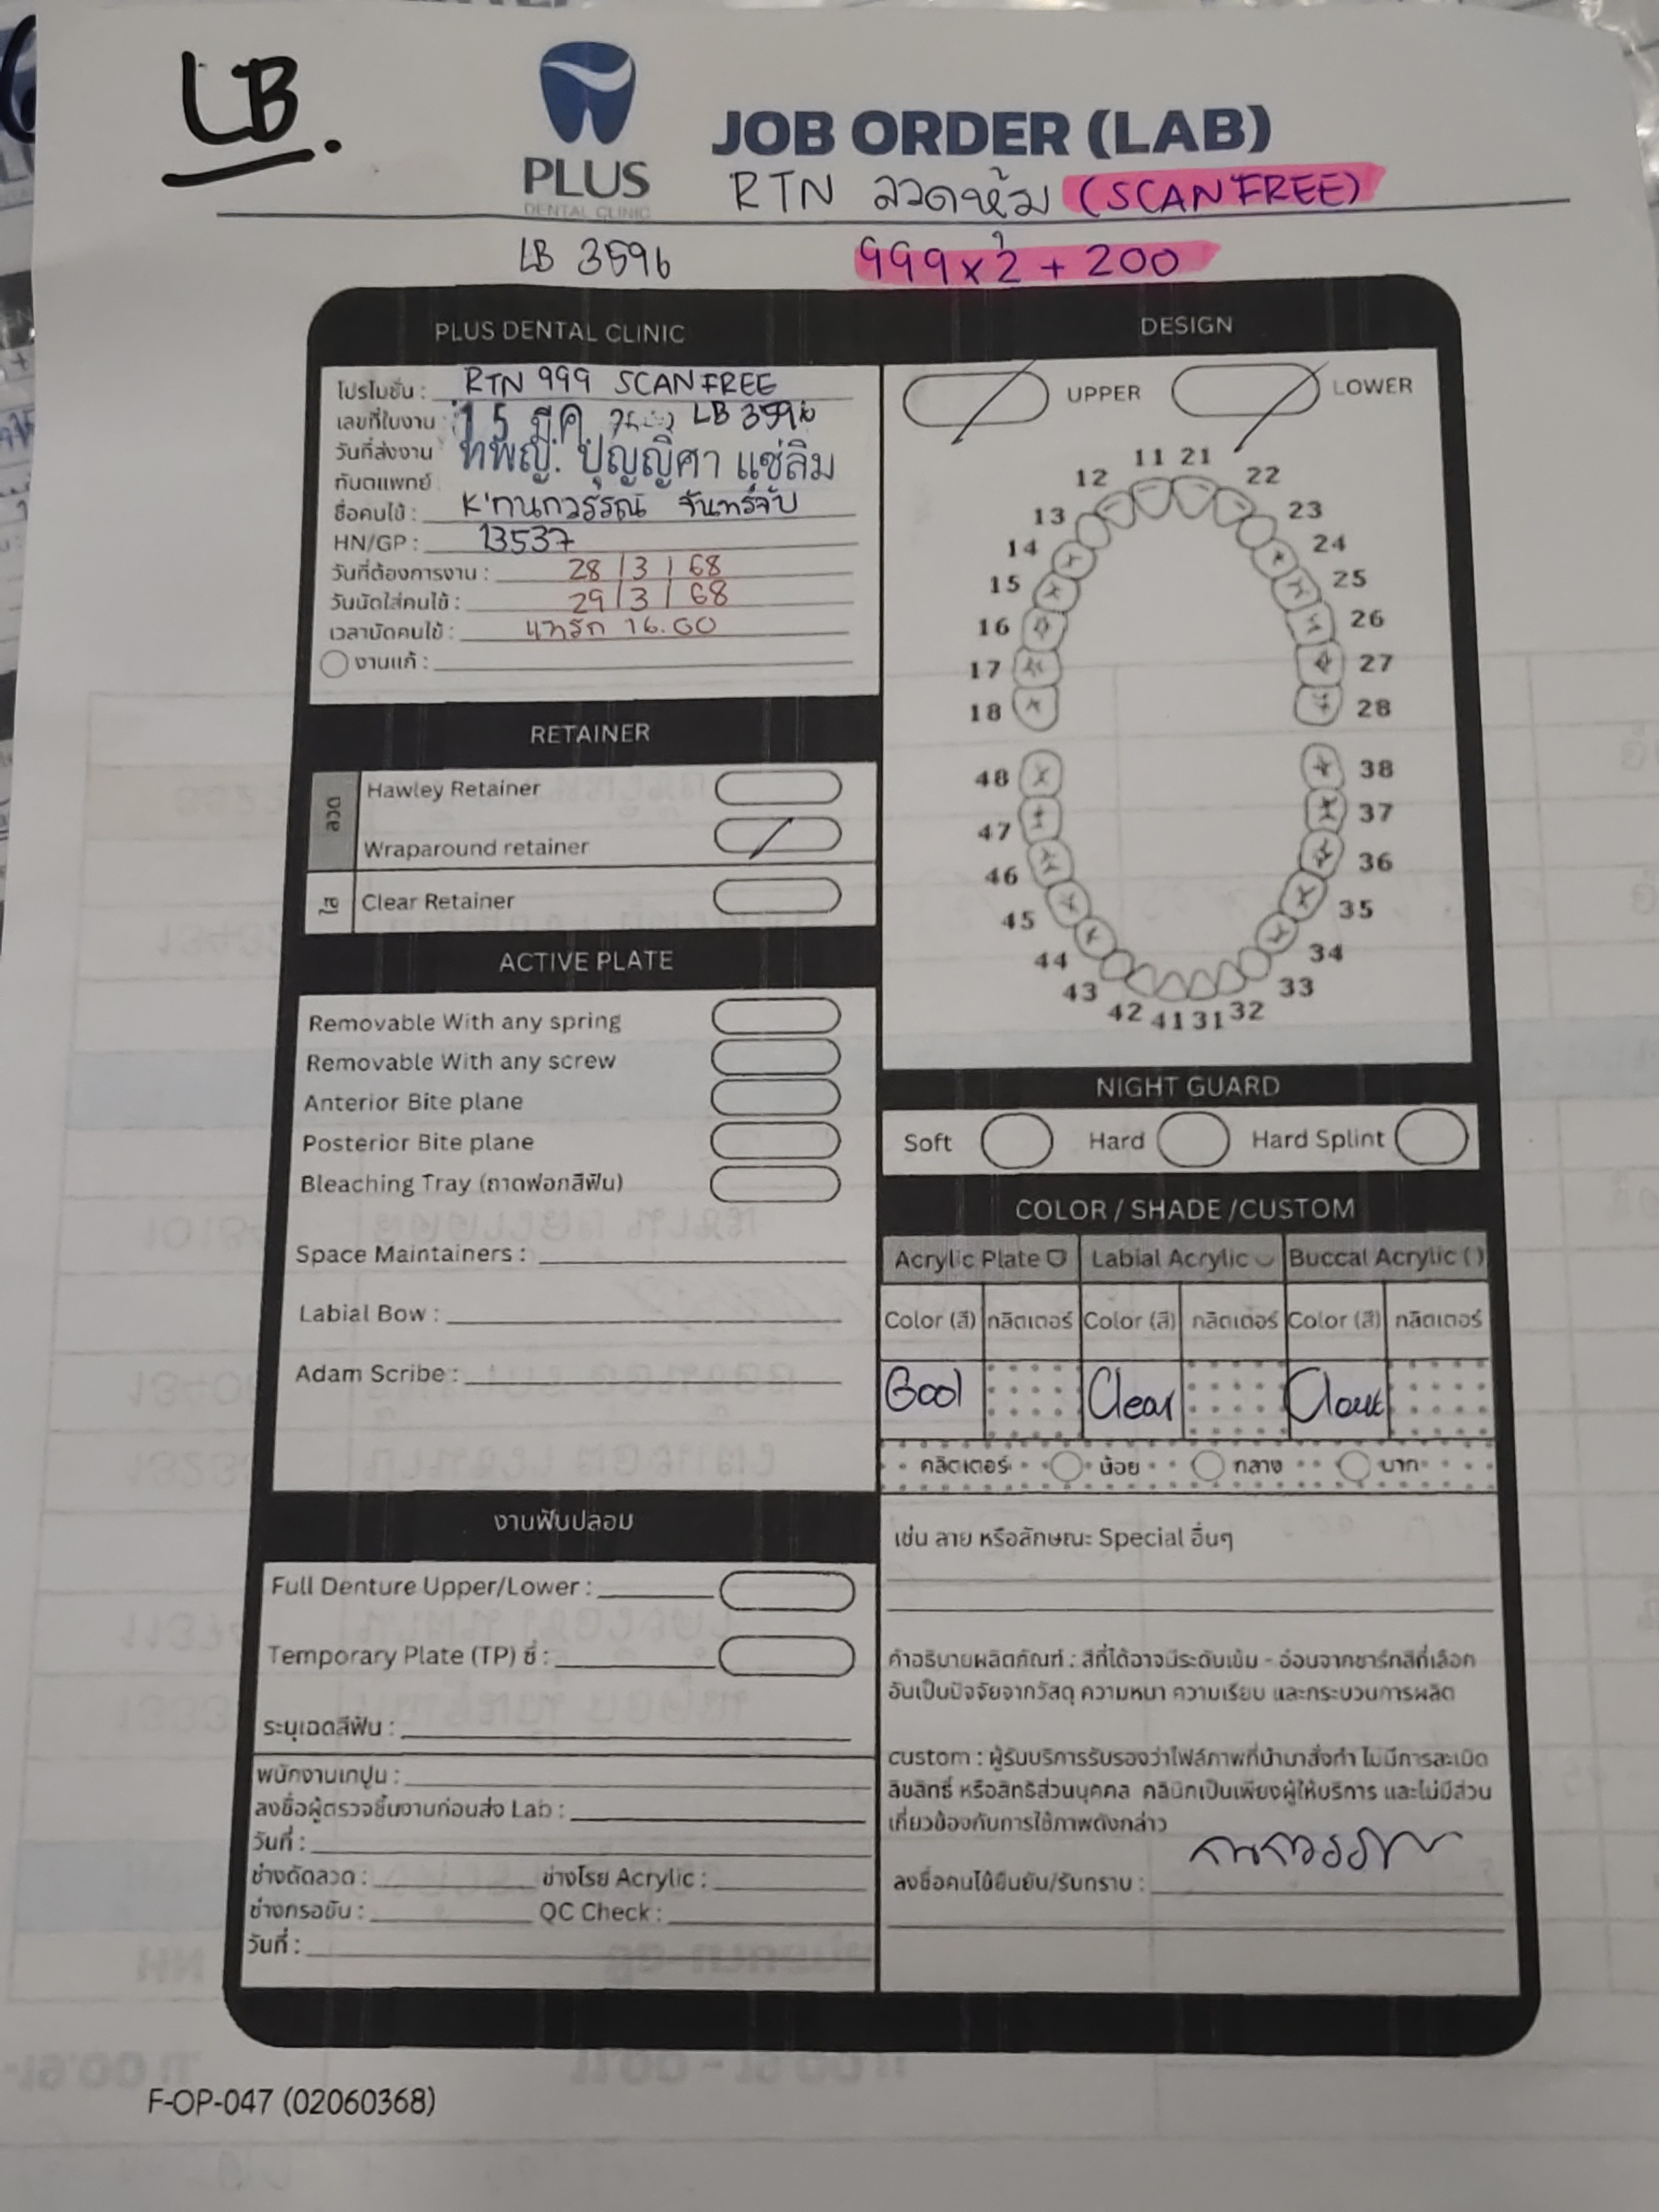 LB.
PLUS
DENTAL CLINIC
JOB ORDER (LAB)
RTN ลวดหุ้ม (SCAN FREE)
LB 3596
999 x 2 + 200
PLUS DENTAL CLINIC
โปรโมชั่น : RTN 999 SCAN FREE
เลขที่ใบงาน : LB 3596
วันที่ส่งงาน 15 มี.ค.
ทันตแพทย์ ทพญ. ปุญญิศา แซ่ลิม
ชื่อคนไข้ : K'กนกวรรณ จันทร์จับ
HN/GP : 13537
วันที่ต้องการงาน : 28/3/68
วันนัดใส่คนไข้ : 29/3/68
เวลานัดคนไข้ : แทรก 16.00
งานแก้ :
RETAINER
ลวด
Hawley Retainer
Wraparound retainer
ใส
Clear Retainer
ACTIVE PLATE
Removable With any spring
Removable With any screw
Anterior Bite plane
Posterior Bite plane
Bleaching Tray (ถาดฟอกสีฟัน)
Space Maintainers :
Labial Bow :
Adam Scribe :
งานฟันปลอม
Full Denture Upper/Lower :
Temporary Plate (TP) ซี่ :
ระบุเฉดสีฟัน :
พนักงานเทปูน :
ลงชื่อผู้ตรวจชิ้นงานก่อนส่ง Lab :
วันที่ :
ช่างดัดลวด : ช่างโรย Acrylic :
ช่างกรอขัน : QC Check :
วันที่ :
DESIGN
UPPER LOWER
11 21
12 22
13 23
14 24
15 25
16 26
17 27
18 28
48 38
47 37
46 36
45 35
44 34
43 33
42 41 31 32
NIGHT GUARD
Soft Hard Hard Splint
COLOR / SHADE /CUSTOM
Acrylic Plate Labial Acrylic Buccal Acrylic ( )
Color (สี) กลิตเตอร์ Color (สี) กลิตเต้อร์ Color (สี) กลิตเตอร์
Clear
คลิตเตอร์ น้อย กลาง มาก
เช่น ลาย หรือลักษณะ Special อื่นๆ
คำอธิบายผลิตภัณฑ์ : สีที่ได้อาจมีระดับเข้ม - อ่อนจากชาร์ทสีที่เลือก
อันเป็นปัจจัยจากวัสดุ ความหนา ความเรียบ และกระบวนการผลิต
custom : ผู้รับบริการรับรองว่าไฟล์ภาพที่นำมาสั่งทำ ไม่มีการละเมิด
ลิขสิทธิ์ หรือสิทธิส่วนบุคคล คลินิกเป็นเพียงผู้ให้บริการ และไม่มีส่วน
เกี่ยวข้องกับการใช้ภาพดังกล่าว
ลงชื่อคนไข้ยืนยัน/รับทราบ : กนกวรรณ
F-OP-047 (02060368)